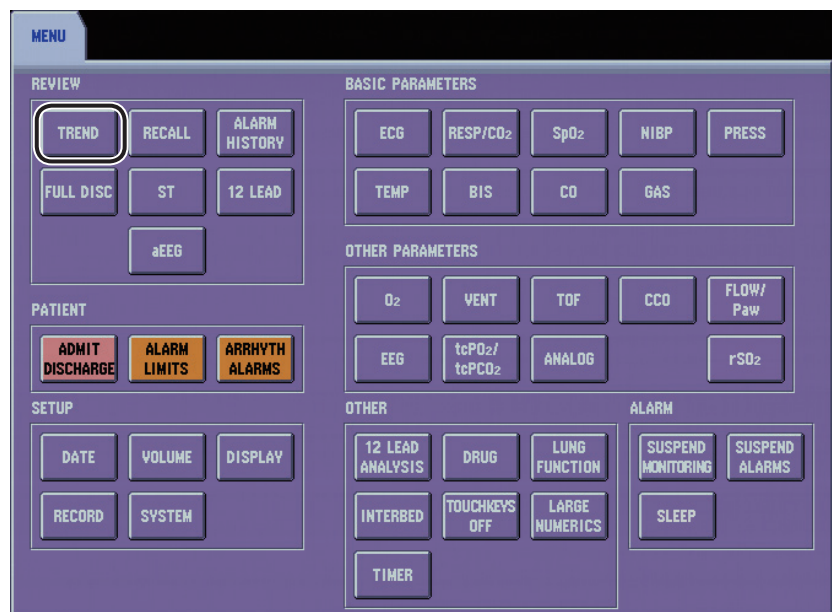 MENU
REVIEW
TREND RECALL ALARM HISTORY
FULL DISC ST 12 LEAD
aEEG
PATIENT
ADMIT DISCHARGE ALARM LIMITS ARRHYTH ALARMS
SETUP
DATE VOLUME DISPLAY
RECORD SYSTEM
BASIC PARAMETERS
ECG RESP/CO2 SpO2 NIBP PRESS
TEMP BIS CO GAS
OTHER PARAMETERS
O2 VENT TOF CCO FLOW/ Paw
EEG tcPO2/ tcPCO2 ANALOG rSO2
OTHER
12 LEAD ANALYSIS DRUG LUNG FUNCTION
INTERBED TOUCHKEYS OFF LARGE NUMERICS
TIMER
ALARM
SUSPEND MONITORING SUSPEND ALARMS
SLEEP